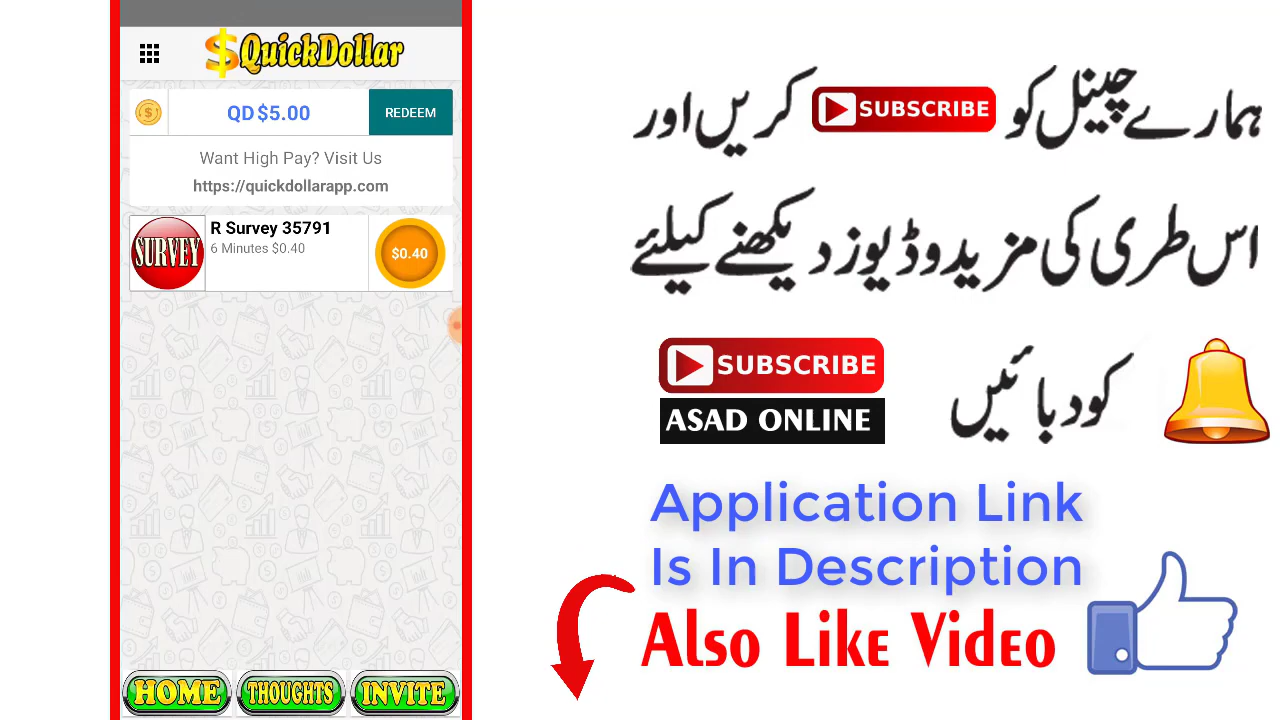 $QuickDollar
QD $5.00
REDEEM
Want High Pay? Visit Us
https://quickdollarapp.com
SURVEY
R Survey 35791
6 Minutes $0.40
$0.40
HOME
THOUGHTS
INVITE
ہمارے چینل کو SUBSCRIBE کریں اور
اس طری کی مزید وڈیوز دیکھنے کیلئے
SUBSCRIBE
ASAD ONLINE
کو دبائیں
Application Link
Is In Description
Also Like Video